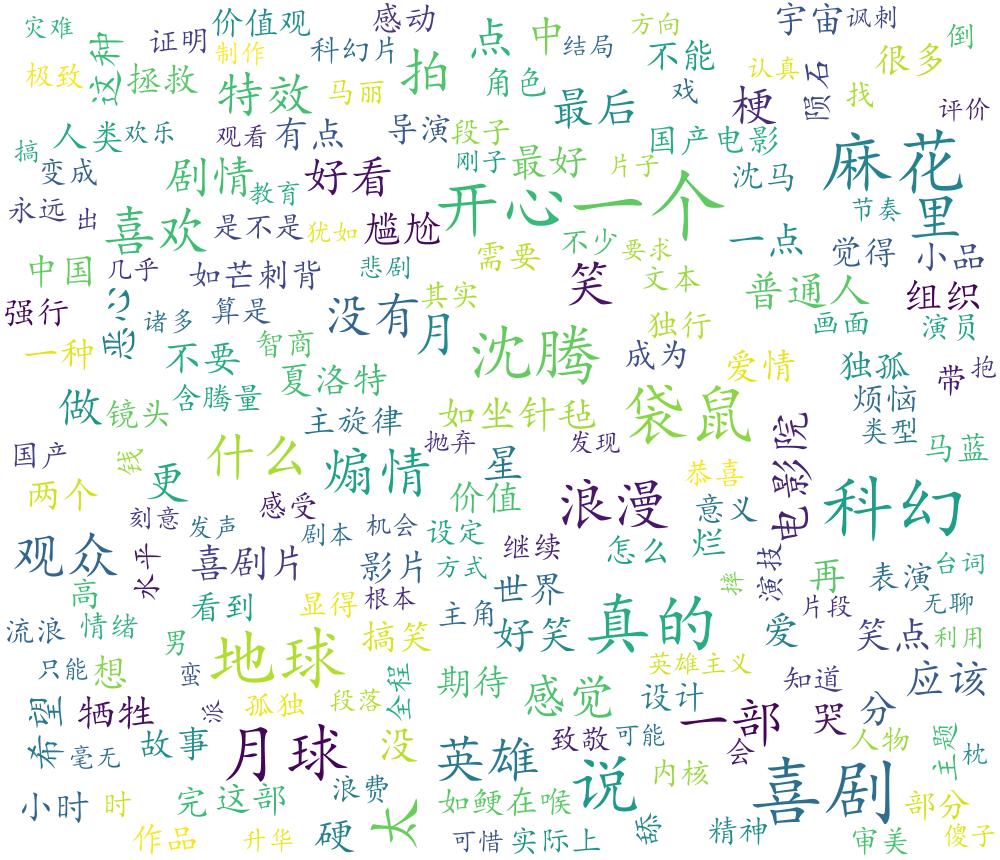 灾难
价值观
感动
宇宙
讽刺
这种
证明
制作
科幻片
点
中
结局
方向
不能
很多
倒
极致
拯救
特效
马丽
拍
角色
最后
戏
梗
认真
陨石
找
评价
搞
人类
欢乐
观看
有点
导演
段子
国产电影
变成
剧情
教育
好看
刚子
最好
片子
沈马
麻花
永远
出
喜欢
是不是
犹如
尴尬
开心一个
节奏
里
中国
几乎
如芒刺背
悲剧
需要
不少
要求
一点
觉得
小品
强行
恶心
诸多
算是
没有
月
其实
笑
文本
普通人
组织
画面
演员
一种
不要
智商
沈腾
独行
成为
爱情
独孤
带
抱
做
镜头
含腾量
夏洛特
主旋律
如坐针毡
袋鼠
烦恼
类型
国产
钱
什么
煽情
抛弃
星
发现
电影院
马蓝
两个
更
刻意
发声
感受
价值
浪漫
恭喜
意义
科幻
观众
水平
喜剧片
剧本
机会
设定
影片
方式
继续
怎么
烂
演技
高
看到
显得
根本
主角
世界
好笑
真的
摔
再
表演
台词
片段
无聊
流浪
情绪
男
地球
搞笑
爱
笑点
利用
只能
想
蛮
全程
期待
感觉
英雄主义
设计
知道
应该
希望
牺牲
派
孤独
段落
一部
哭
分
毫无
故事
月球
没
英雄
致敬
可能
会
人物
主题
枕
小时
时
完这部
浪费
太
如鲠在喉
说
内核
喜剧
部分
作品
升华
硬
可惜
实际上
舔
精神
审美
傻子